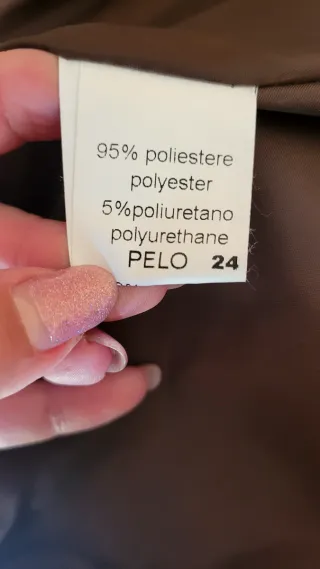 95% poliestere
polyester
5%poliuretano
polyurethane
PELO 24